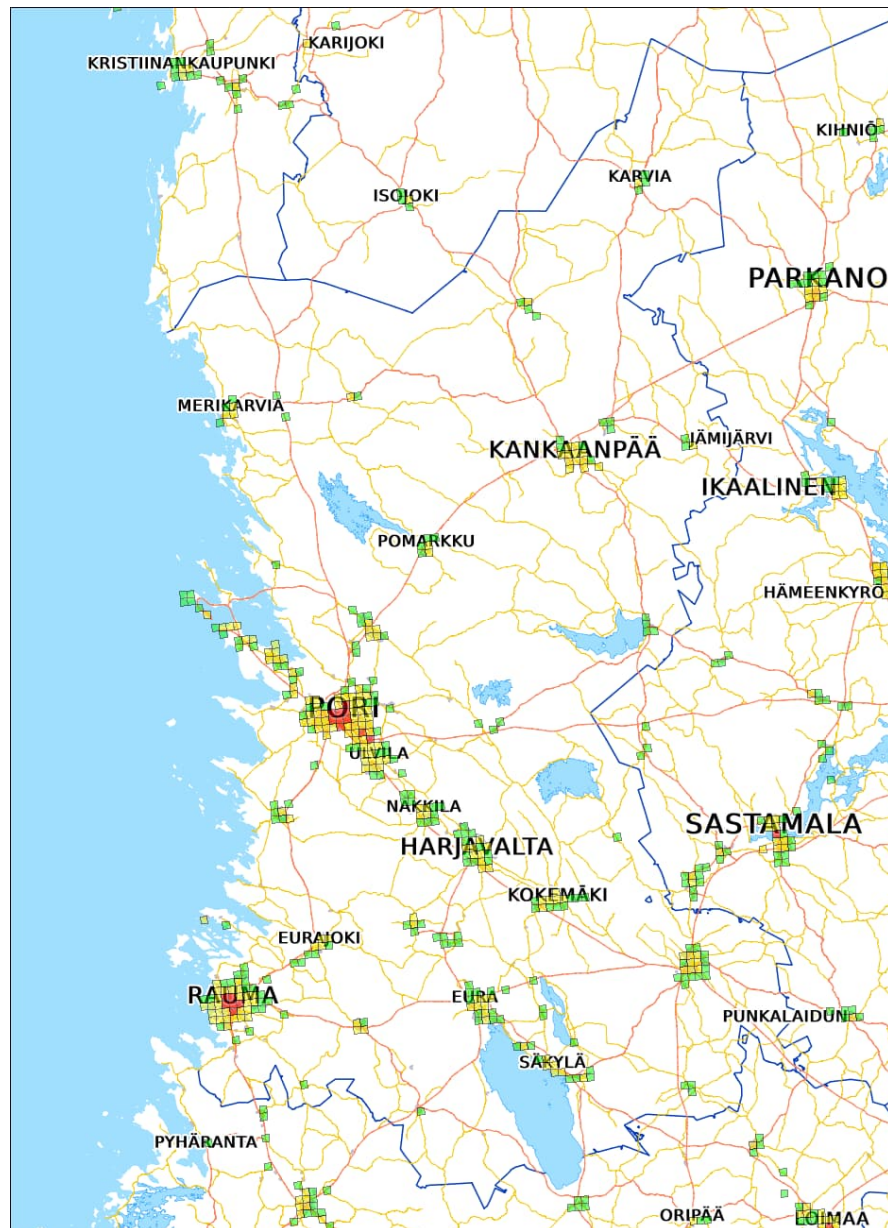 KARIJOKI
KRISTIINANKAUPUNKI
KIHNIÖ
KARVIA
ISOJOKI
PARKANO
MERIKARVIA
KANKAANPÄÄ
JÄMIJÄRVI
IKAALINEN
POMARKKU
HÄMEENKYRÖ
PORI
ULVILA
NAKKILA
SASTAMALA
HARJAVALTA
KOKEMÄKI
EURAJOKI
RAUMA
EURA
PUNKALAIDUN
SÄKYLÄ
PYHÄRANTA
ORIPÄÄ
LOIMAA